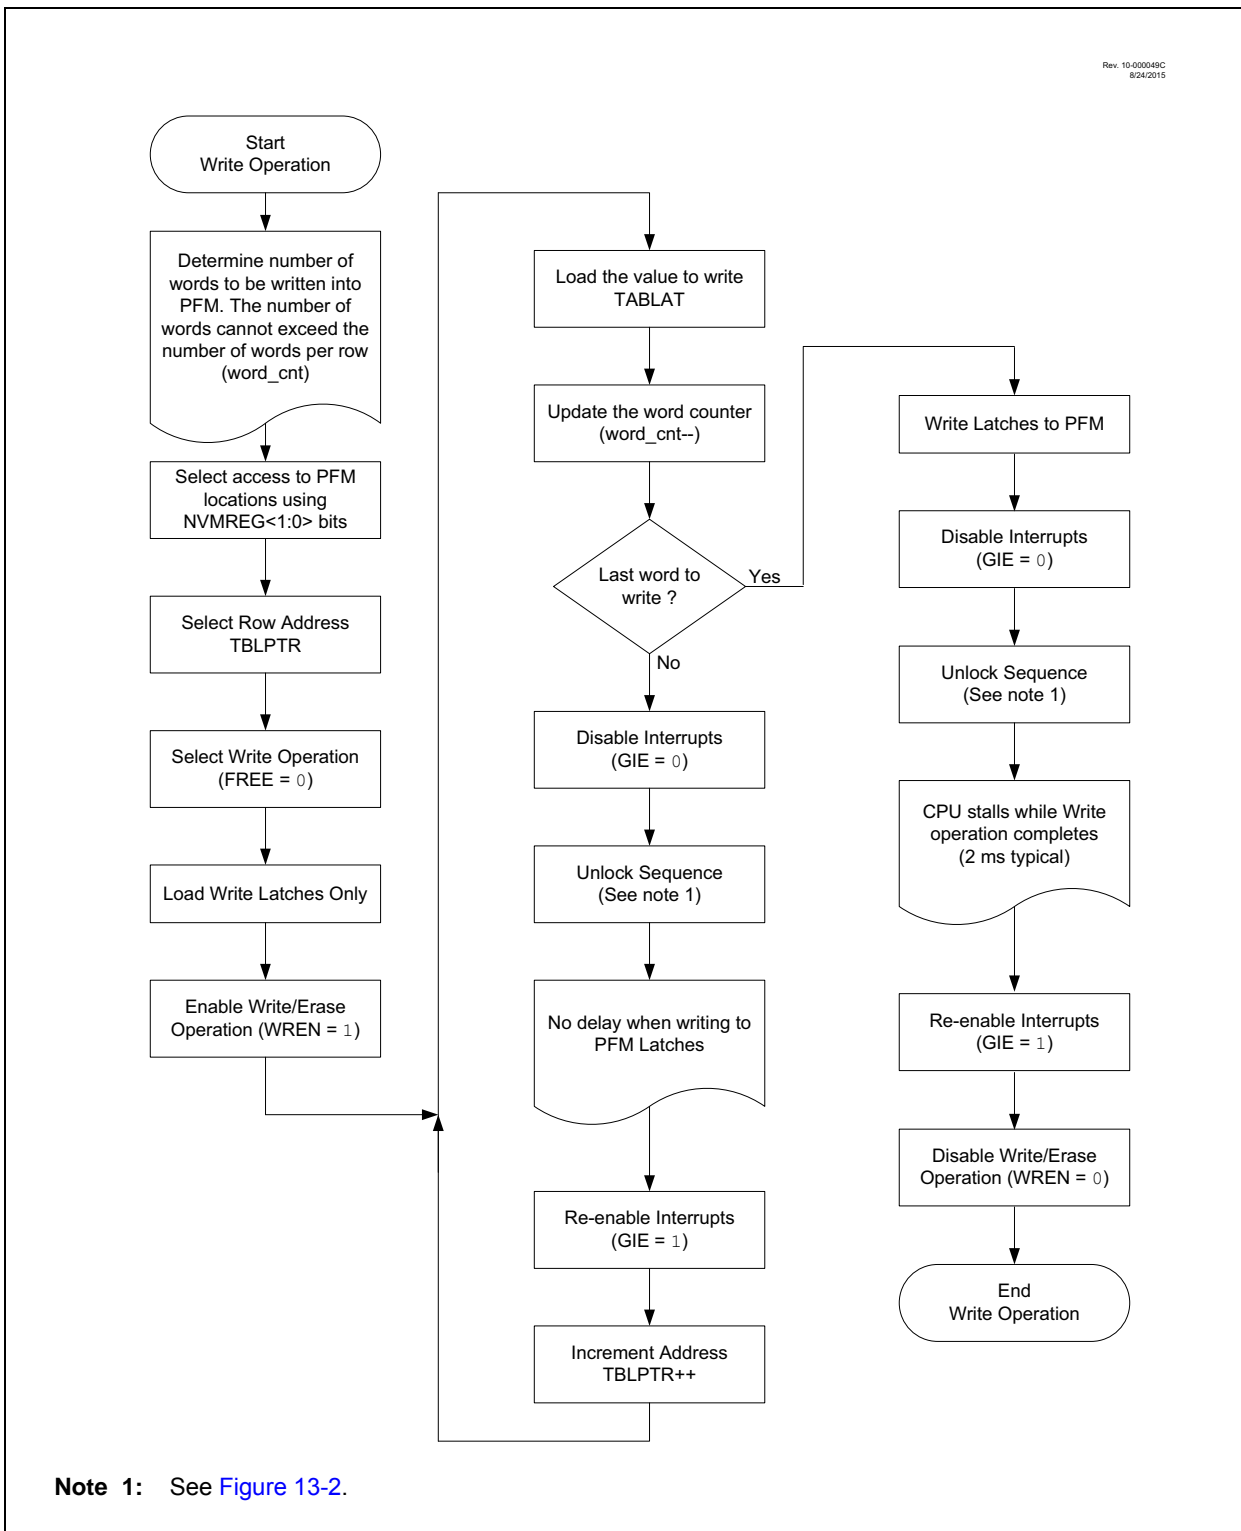 Rev. 10-000049C
8/24/2015
Start
Write Operation
Determine number of
words to be written into
PFM. The number of
words cannot exceed the
number of words per row
(word_cnt)
Select access to PFM
locations using
NVMREG<1:0> bits
Select Row Address
TBLPTR
Select Write Operation
(FREE = 0)
Load Write Latches Only
Enable Write/Erase
Operation (WREN = 1)
Load the value to write
TABLAT
Update the word counter
(word_cnt--)
Last word to
write ?
Yes
No
Disable Interrupts
(GIE = 0)
Unlock Sequence
(See note 1)
No delay when writing to
PFM Latches
Re-enable Interrupts
(GIE = 1)
Increment Address
TBLPTR++
Write Latches to PFM
Disable Interrupts
(GIE = 0)
Unlock Sequence
(See note 1)
CPU stalls while Write
operation completes
(2 ms typical)
Re-enable Interrupts
(GIE = 1)
Disable Write/Erase
Operation (WREN = 0)
End
Write Operation
Note 1: See Figure 13-2.